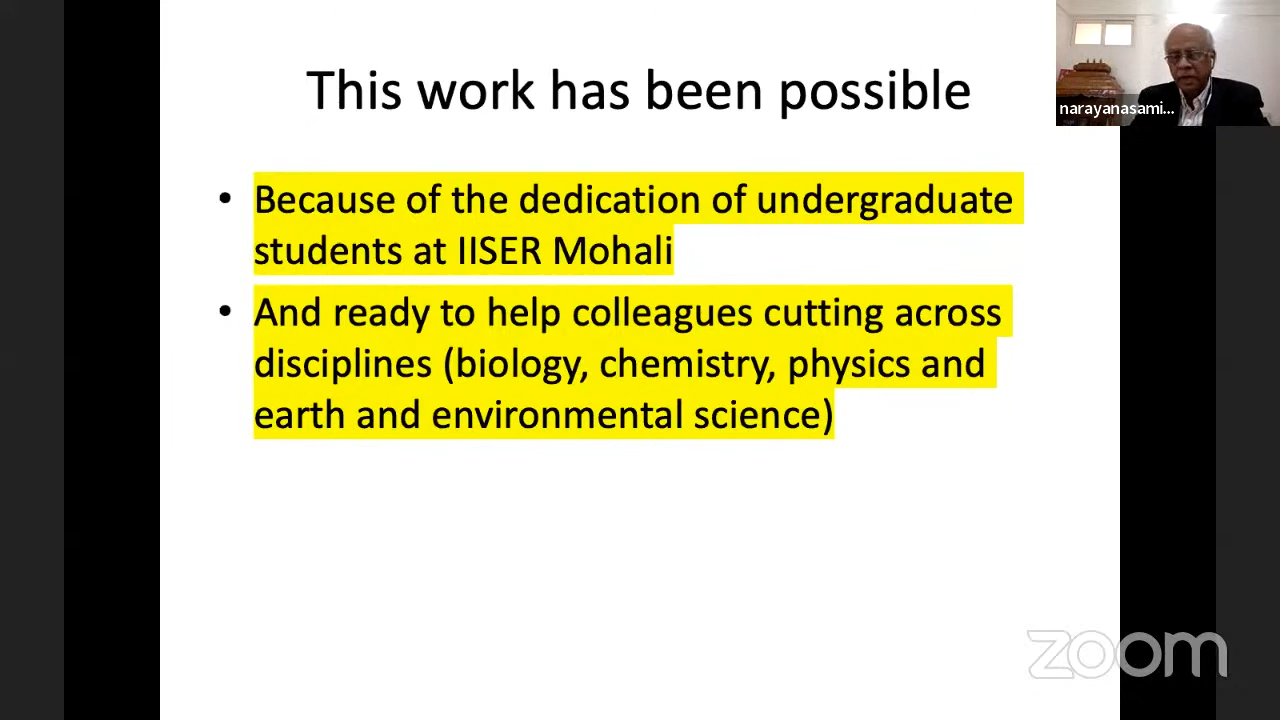 This work has been possible
narayanasami...
• Because of the dedication of undergraduate
students at IISER Mohali
• And ready to help colleagues cutting across
disciplines (biology, chemistry, physics and
earth and environmental science)
zoom